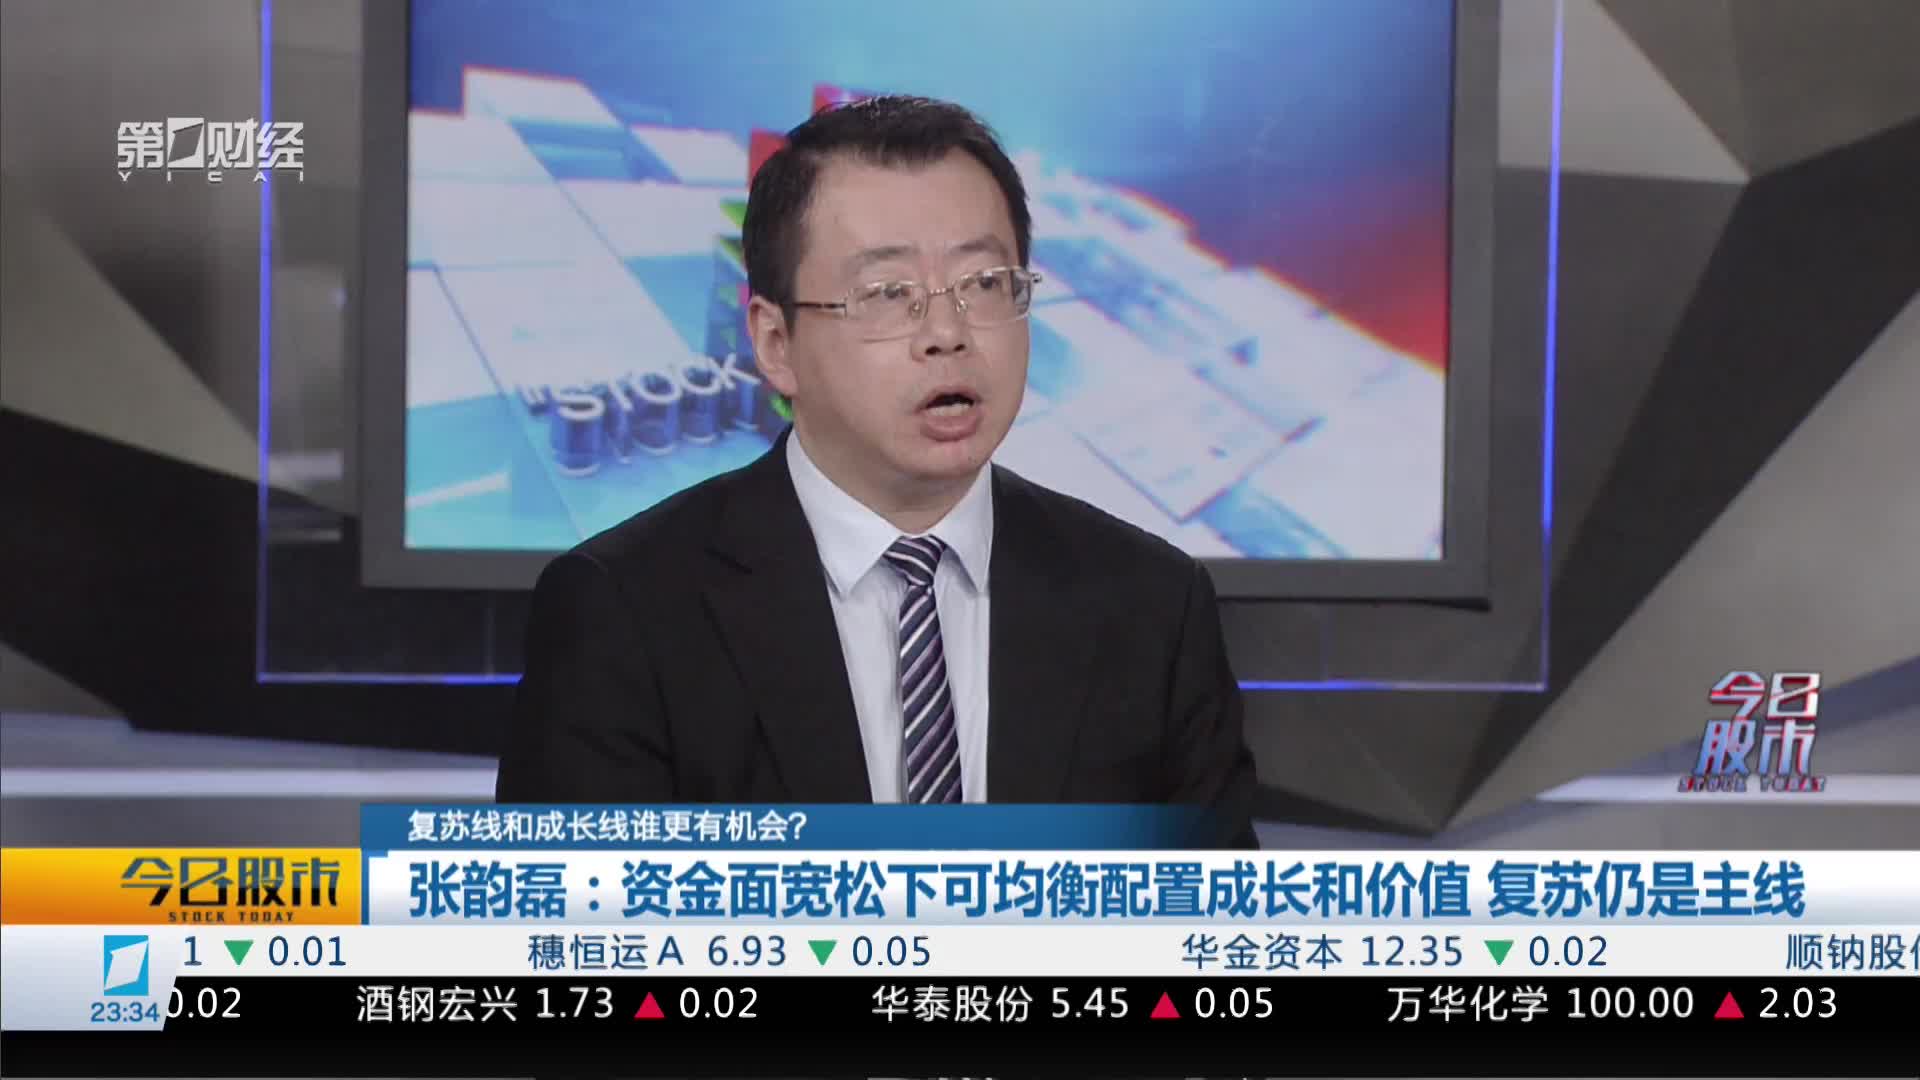 第一财经
YICAI
"STOCK
今日
股市
STOCK TODAY
复苏线和成长线谁更有机会?
今日股市
STOCK TODAY
张韵磊：资金面宽松下可均衡配置成长和价值 复苏仍是主线
1 ▼ 0.01 穗恒运A 6.93 ▼ 0.05 华金资本 12.35 ▼ 0.02 顺钠股份
23:34
0.02 酒钢宏兴 1.73 ▲ 0.02 华泰股份 5.45 ▲ 0.05 万华化学 100.00 ▲ 2.03